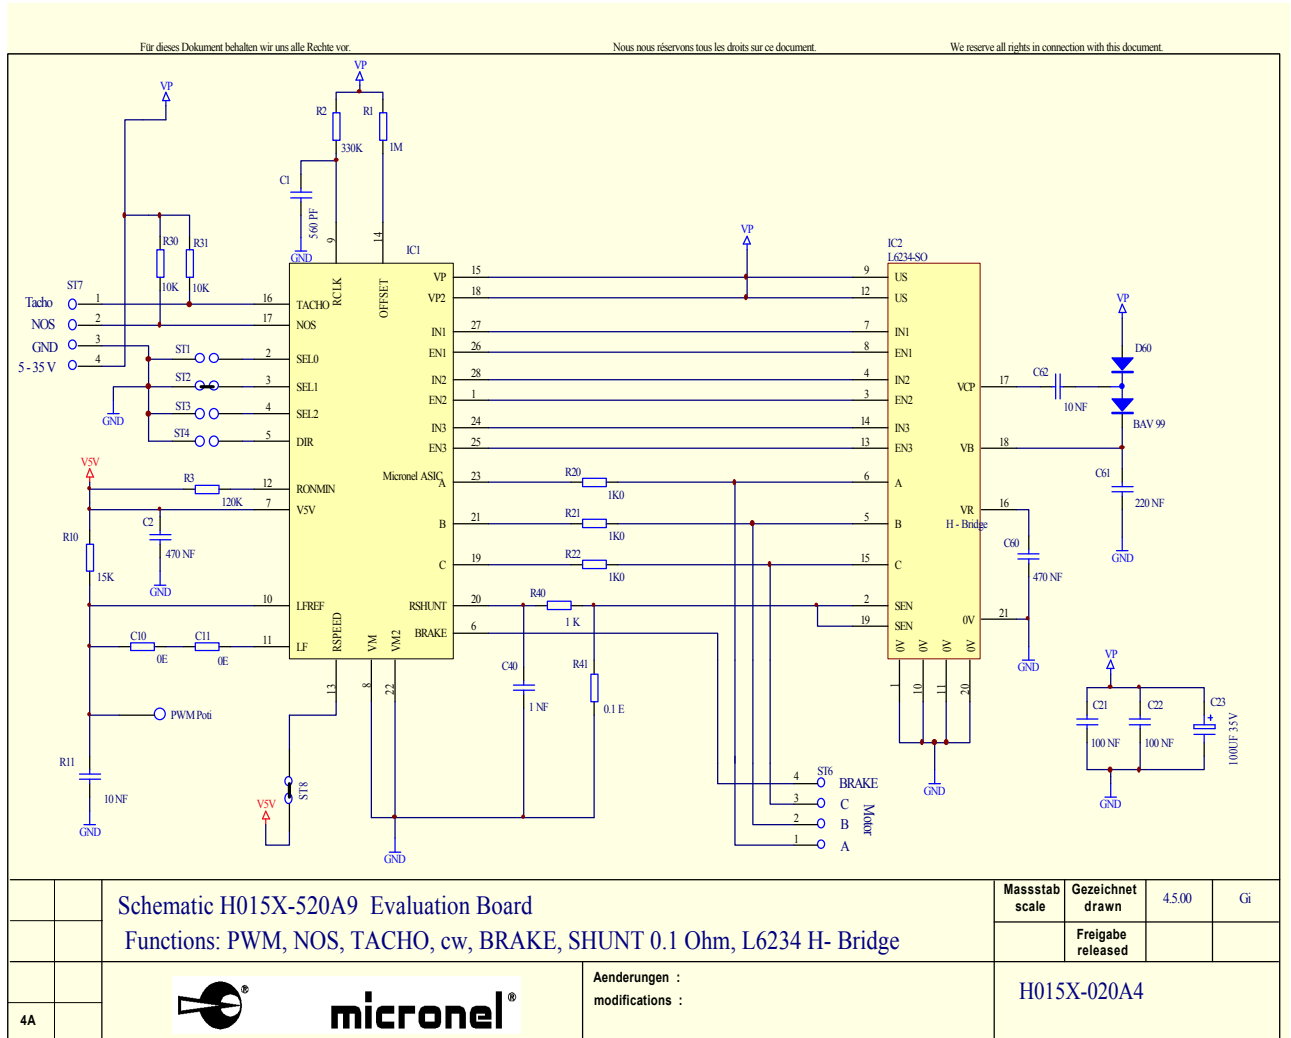 Für dieses Dokument behalten wir uns alle Rechte vor.
Nous nous réservons tous les droits sur ce document.
We reserve all rights in connection with this document.
VP
VP
R2
330K
R1
1M
C1
560 PF
GND
9
14
IC1
R30
10K
R31
10K
ST7
Tacho 1
NOS 2
GND 3
5 - 35 V 4
16 TACHO
17 NOS
RCLK
OFFSET
ST1
2 SEL0
ST2
3 SEL1
ST3
4 SEL2
ST4
5 DIR
GND
V5V
R3
120K
12 RONMIN
7 V5V
C2
470 NF
GND
R10
15K
10 LFREF
C10
0E
C11
0E
11 LF
RSPEED
VM
VM2
13
8
22
PWM Poti
R11
10 NF
GND
V5V
ST8
GND
VP 15
VP2 18
IN1 27
EN1 26
IN2 28
EN2 1
IN3 24
EN3 25
Micronel ASIC
A 23
B 21
C 19
RSHUNT 20
BRAKE 6
R20
1K0
R21
1K0
R22
1K0
R40
1 K
C40
1 NF
R41
0.1 E
VP
IC2
L6234-SO
9 US
12 US
7 IN1
8 EN1
4 IN2
3 EN2
14 IN3
13 EN3
6 A
5 B
15 C
2 SEN
19 SEN
VCP 17
VB 18
VR 16
H - Bridge
0V 21
0V 0V 0V 0V
1 10 11 20
GND
C62
10 NF
VP
D60
BAV 99
C61
220 NF
GND
C60
470 NF
GND
VP
C21
100 NF
C22
100 NF
C23
+
100UF 35V
GND
ST6
4 BRAKE
3 C
2 B
1 A
Motor
Schematic H015X-520A9 Evaluation Board
Functions: PWM, NOS, TACHO, cw, BRAKE, SHUNT 0.1 Ohm, L6234 H- Bridge
Massstab
scale
Gezeichnet
drawn
4.5.00
Gi
Freigabe
released
4A
micronel®
Aenderungen :
modifications :
H015X-020A4